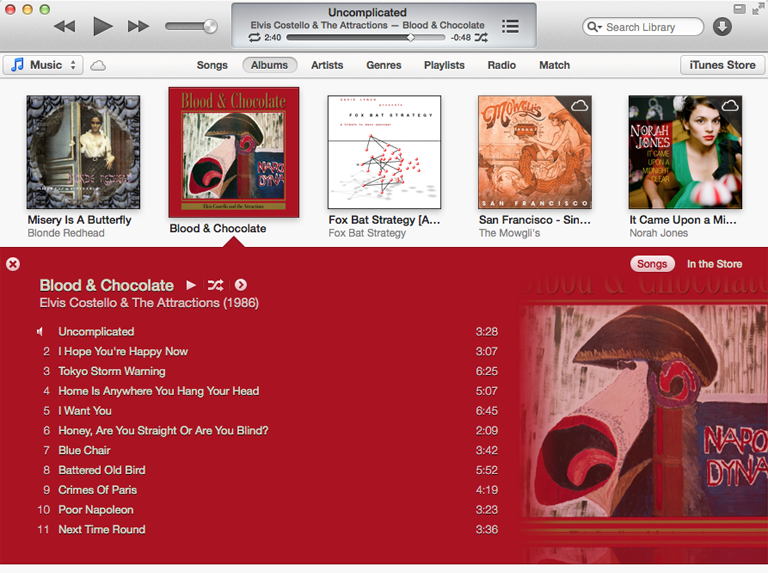 Uncomplicated
Elvis Costello & The Attractions — Blood & Chocolate
2:40
-0:48
Search Library
Music
Songs
Albums
Artists
Genres
Playlists
Radio
Match
iTunes Store
Blood & Chocolate
NAPO
DYNA
Elvis Costello and the Attractions
DAVID LYNCH
presents
FOX BAT STRATEGY
a tribute to dave jaurequi
Mowgli's
SAN FRANCISCO
NORAH
JONES
IT CAME
UPON A
MIDNIGHT
CLEAR
BLONDE REDHEAD
Misery Is A Butterfly
Blonde Redhead
Blood & Chocolate
Fox Bat Strategy [A...
Fox Bat Strategy
San Francisco - Sin...
The Mowgli's
It Came Upon a Mi...
Norah Jones
Songs
In the Store
Blood & Chocolate
Elvis Costello & The Attractions (1986)
Uncomplicated 3:28
2 I Hope You're Happy Now 3:07
3 Tokyo Storm Warning 6:25
4 Home Is Anywhere You Hang Your Head 5:07
5 I Want You 6:45
6 Honey, Are You Straight Or Are You Blind? 2:09
7 Blue Chair 3:42
8 Battered Old Bird 5:52
9 Crimes Of Paris 4:19
10 Poor Napoleon 3:23
11 Next Time Round 3:36
Blood & Chocolate
NAPO
DYNA